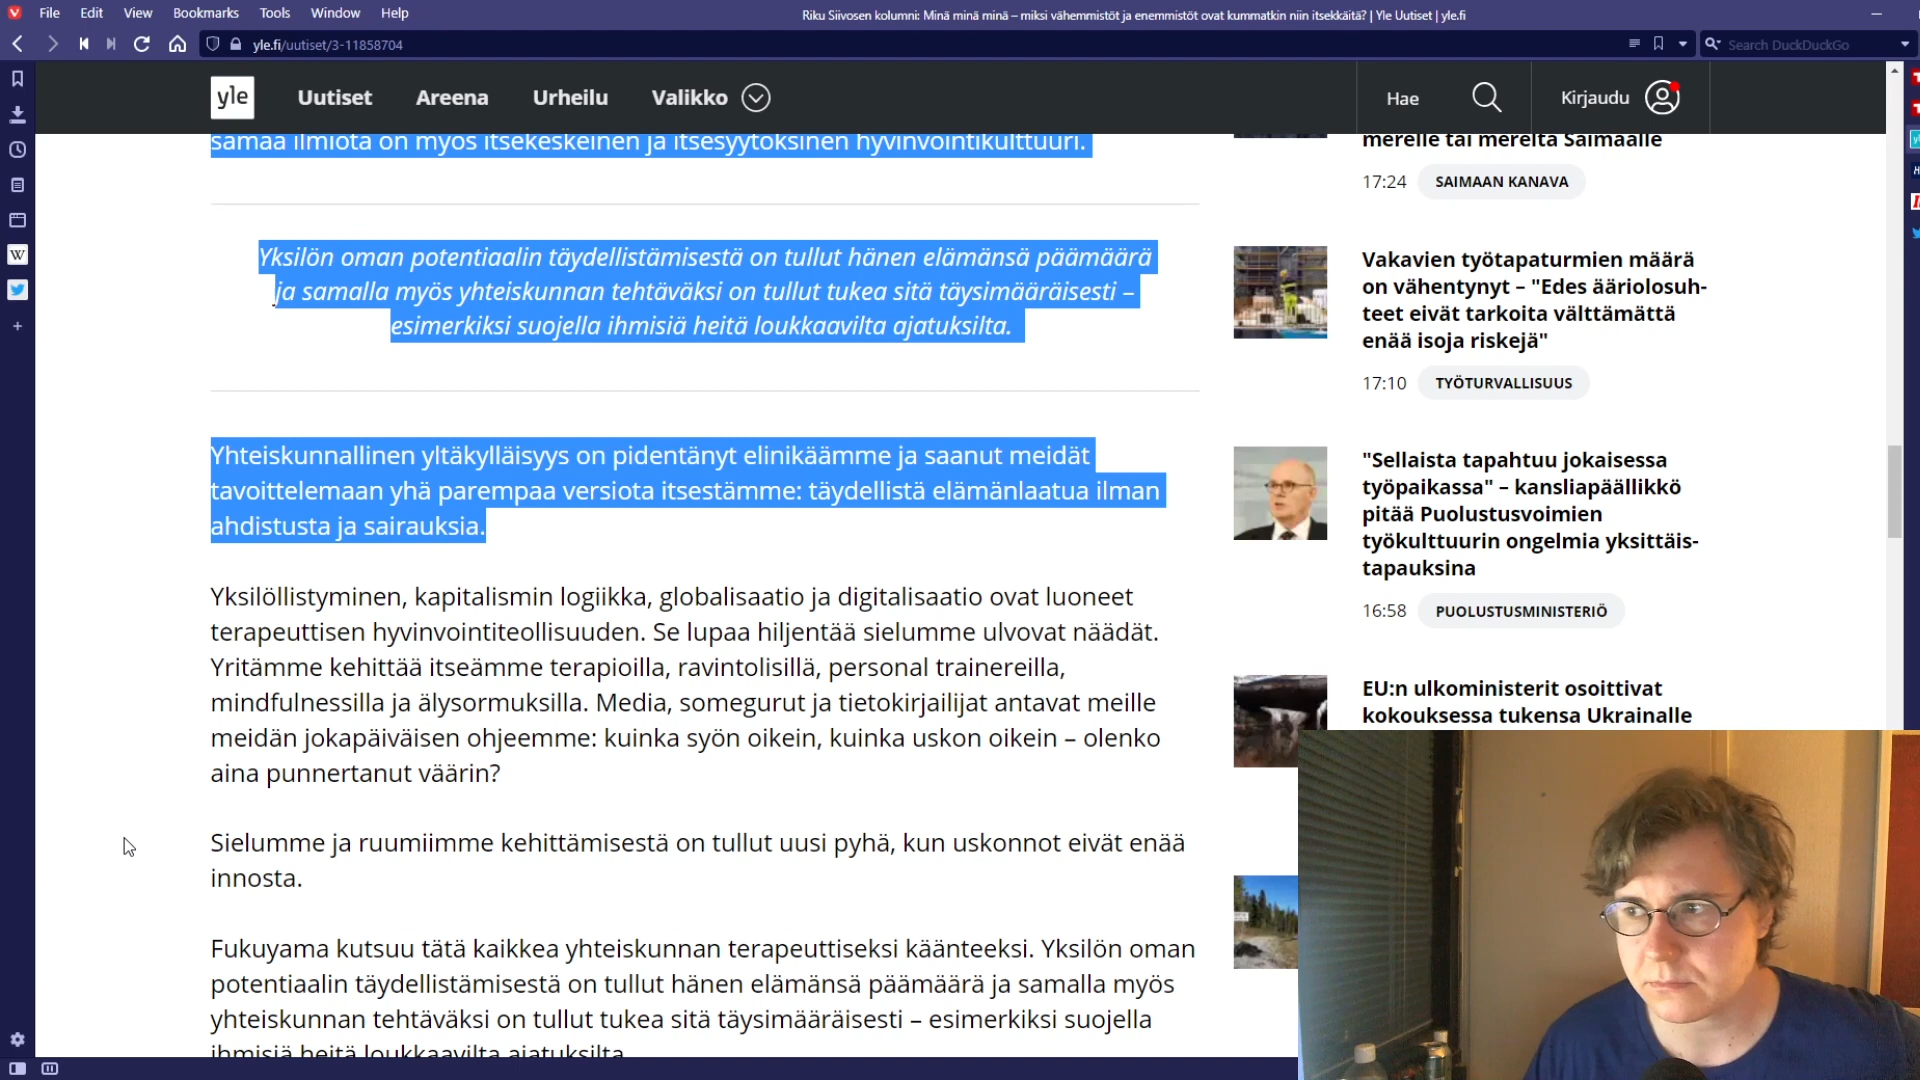 File Edit View Bookmarks Tools Window Help
Riku Siivosen kolumni: Minä minä minä – miksi vähemmistöt ja enemmistöt ovat kummatkin niin itsekkäitä? | Yle Uutiset | yle.fi
yle.fi/uutiset/3-11858704
Search DuckDuckGo
yle
Uutiset
Areena
Urheilu
Valikko
Hae
Kirjaudu
samaa ilmiötä on myös itsekeskeinen ja itsesyytöksinen hyvinvointikulttuuri.
Yksilön oman potentiaalin täydellistämisestä on tullut hänen elämänsä päämäärä
ja samalla myös yhteiskunnan tehtäväksi on tullut tukea sitä täysimääräisesti –
esimerkiksi suojella ihmisiä heitä loukkaavilta ajatuksilta.
Yhteiskunnallinen yltäkylläisyys on pidentänyt elinikäämme ja saanut meidät
tavoittelemaan yhä parempaa versiota itsestämme: täydellistä elämänlaatua ilman
ahdistusta ja sairauksia.
Yksilöllistyminen, kapitalismin logiikka, globalisaatio ja digitalisaatio ovat luoneet
terapeuttisen hyvinvointiteollisuuden. Se lupaa hiljentää sielumme ulvovat näädät.
Yritämme kehittää itseämme terapioilla, ravintolisillä, personal trainereilla,
mindfulnessilla ja älysormuksilla. Media, somegurut ja tietokirjailijat antavat meille
meidän jokapäiväisen ohjeemme: kuinka syön oikein, kuinka uskon oikein – olenko
aina punnertanut väärin?
Sielumme ja ruumiimme kehittämisestä on tullut uusi pyhä, kun uskonnot eivät enää
innosta.
Fukuyama kutsuu tätä kaikkea yhteiskunnan terapeuttiseksi käänteeksi. Yksilön oman
potentiaalin täydellistämisestä on tullut hänen elämänsä päämäärä ja samalla myös
yhteiskunnan tehtäväksi on tullut tukea sitä täysimääräisesti – esimerkiksi suojella
ihmisiä heitä loukkaavilta ajatuksilta.
merelle tai mereltä Saimaalle
17:24 SAIMAAN KANAVA
Vakavien työtapaturmien määrä
on vähentynyt – "Edes ääriolosuh-
teet eivät tarkoita välttämättä
enää isoja riskejä"
17:10 TYÖTURVALLISUUS
"Sellaista tapahtuu jokaisessa
työpaikassa" – kansliapäällikkö
pitää Puolustusvoimien
työkulttuurin ongelmia yksittäis-
tapauksina
16:58 PUOLUSTUSMINISTERIÖ
EU:n ulkoministerit osoittivat
kokouksessa tukensa Ukrainalle